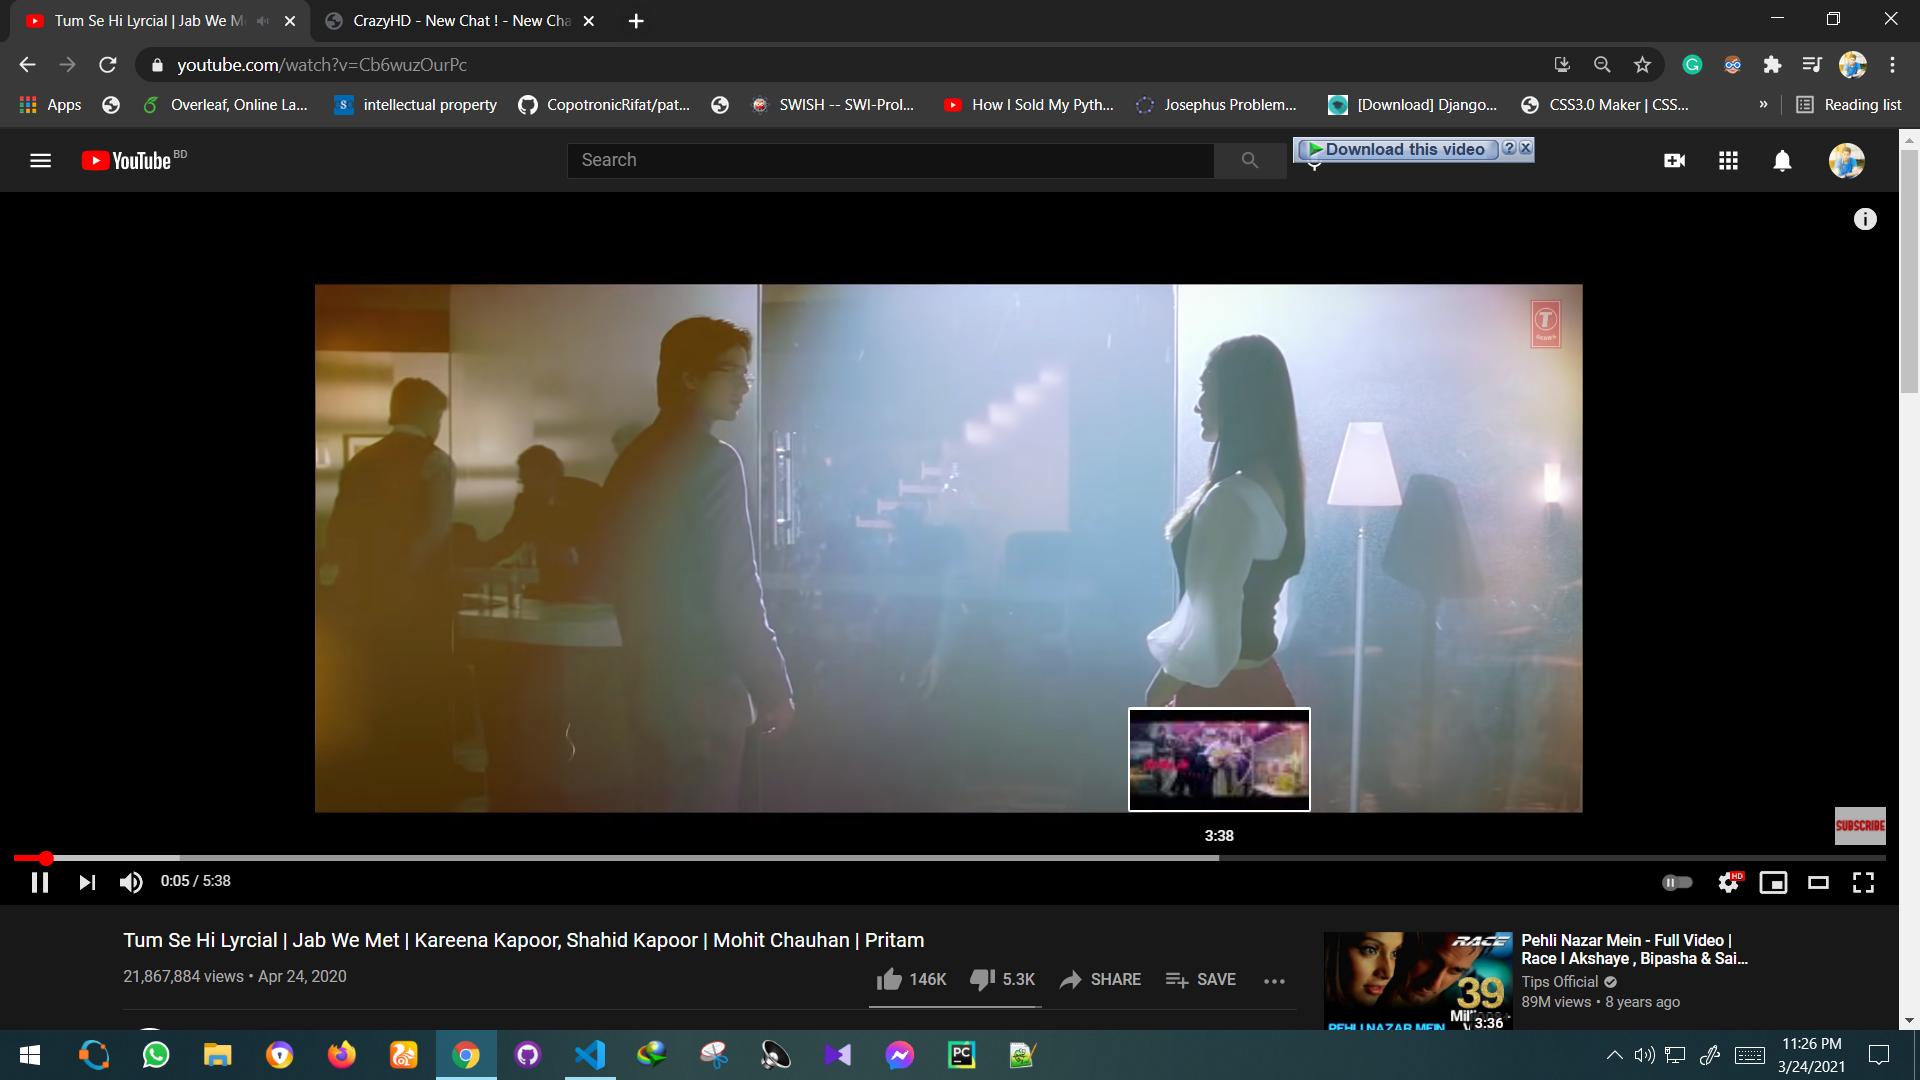 Tum Se Hi Lyrcial | Jab We M
CrazyHD - New Chat ! - New Cha
youtube.com/watch?v=Cb6wuzOurPc
Apps
Overleaf, Online La...
intellectual property
CopotronicRifat/pat...
SWISH -- SWI-Prol...
How I Sold My Pyth...
Josephus Problem...
[Download] Django...
CSS3.0 Maker | CSS...
»
Reading list
YouTube BD
Search
Download this video
T
SERIES
3:38
SUBSCRIBE
0:05 / 5:38
HD
Tum Se Hi Lyrcial | Jab We Met | Kareena Kapoor, Shahid Kapoor | Mohit Chauhan | Pritam
21,867,884 views • Apr 24, 2020
146K
5.3K
SHARE
SAVE
RACE
39
3:36
PEHLI NAZAR MEIN
Pehli Nazar Mein - Full Video |
Race I Akshaye , Bipasha & Sai...
Tips Official
89M views • 8 years ago
PC
11:26 PM
3/24/2021